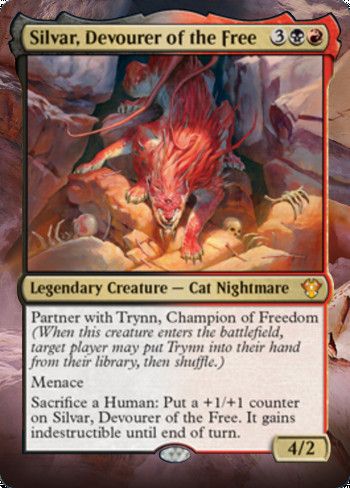 Silvar, Devourer of the Free 3
Legendary Creature — Cat Nightmare
Partner with Trynn, Champion of Freedom
(When this creature enters the battlefield,
target player may put Trynn into their hand
from their library, then shuffle.)
Menace
Sacrifice a Human: Put a +1/+1 counter
on Silvar, Devourer of the Free. It gains
indestructible until end of turn.
4/2